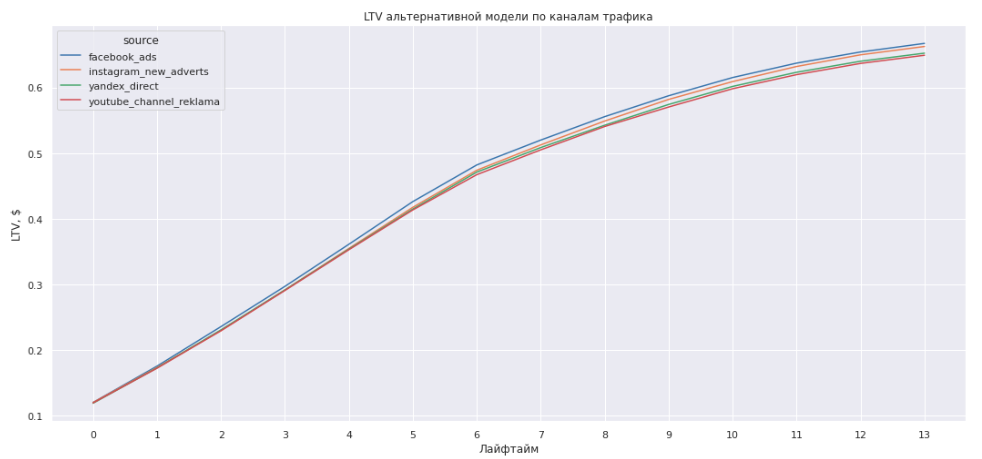 LTV альтернативной модели по каналам трафика
source
facebook_ads
instagram_new_adverts
yandex_direct
youtube_channel_reklama
LTV, $
0.6
0.5
0.4
0.3
0.2
0.1
0 1 2 3 4 5 6 7 8 9 10 11 12 13
Лайфтайм